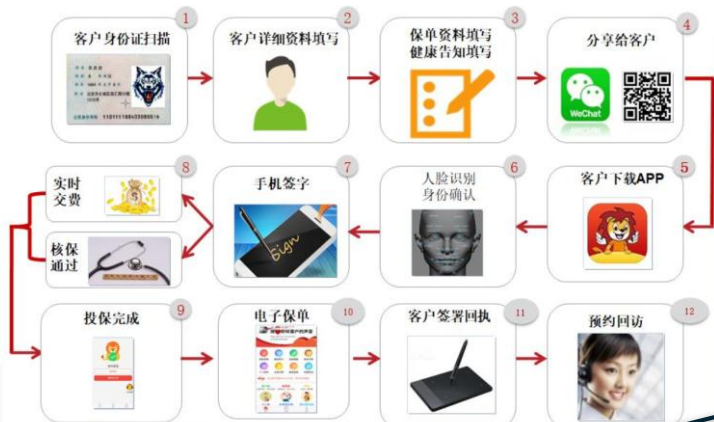 1
客户身份证扫描
2
客户详细资料填写
3
保单资料填写
健康告知填写
4
分享给客户
WeChat
8
实时
交费
核保
通过
7
手机签字
Sign
6
人脸识别
身份确认
5
客户下载APP
9
投保完成
10
电子保单
11
客户签署回执
12
预约回访